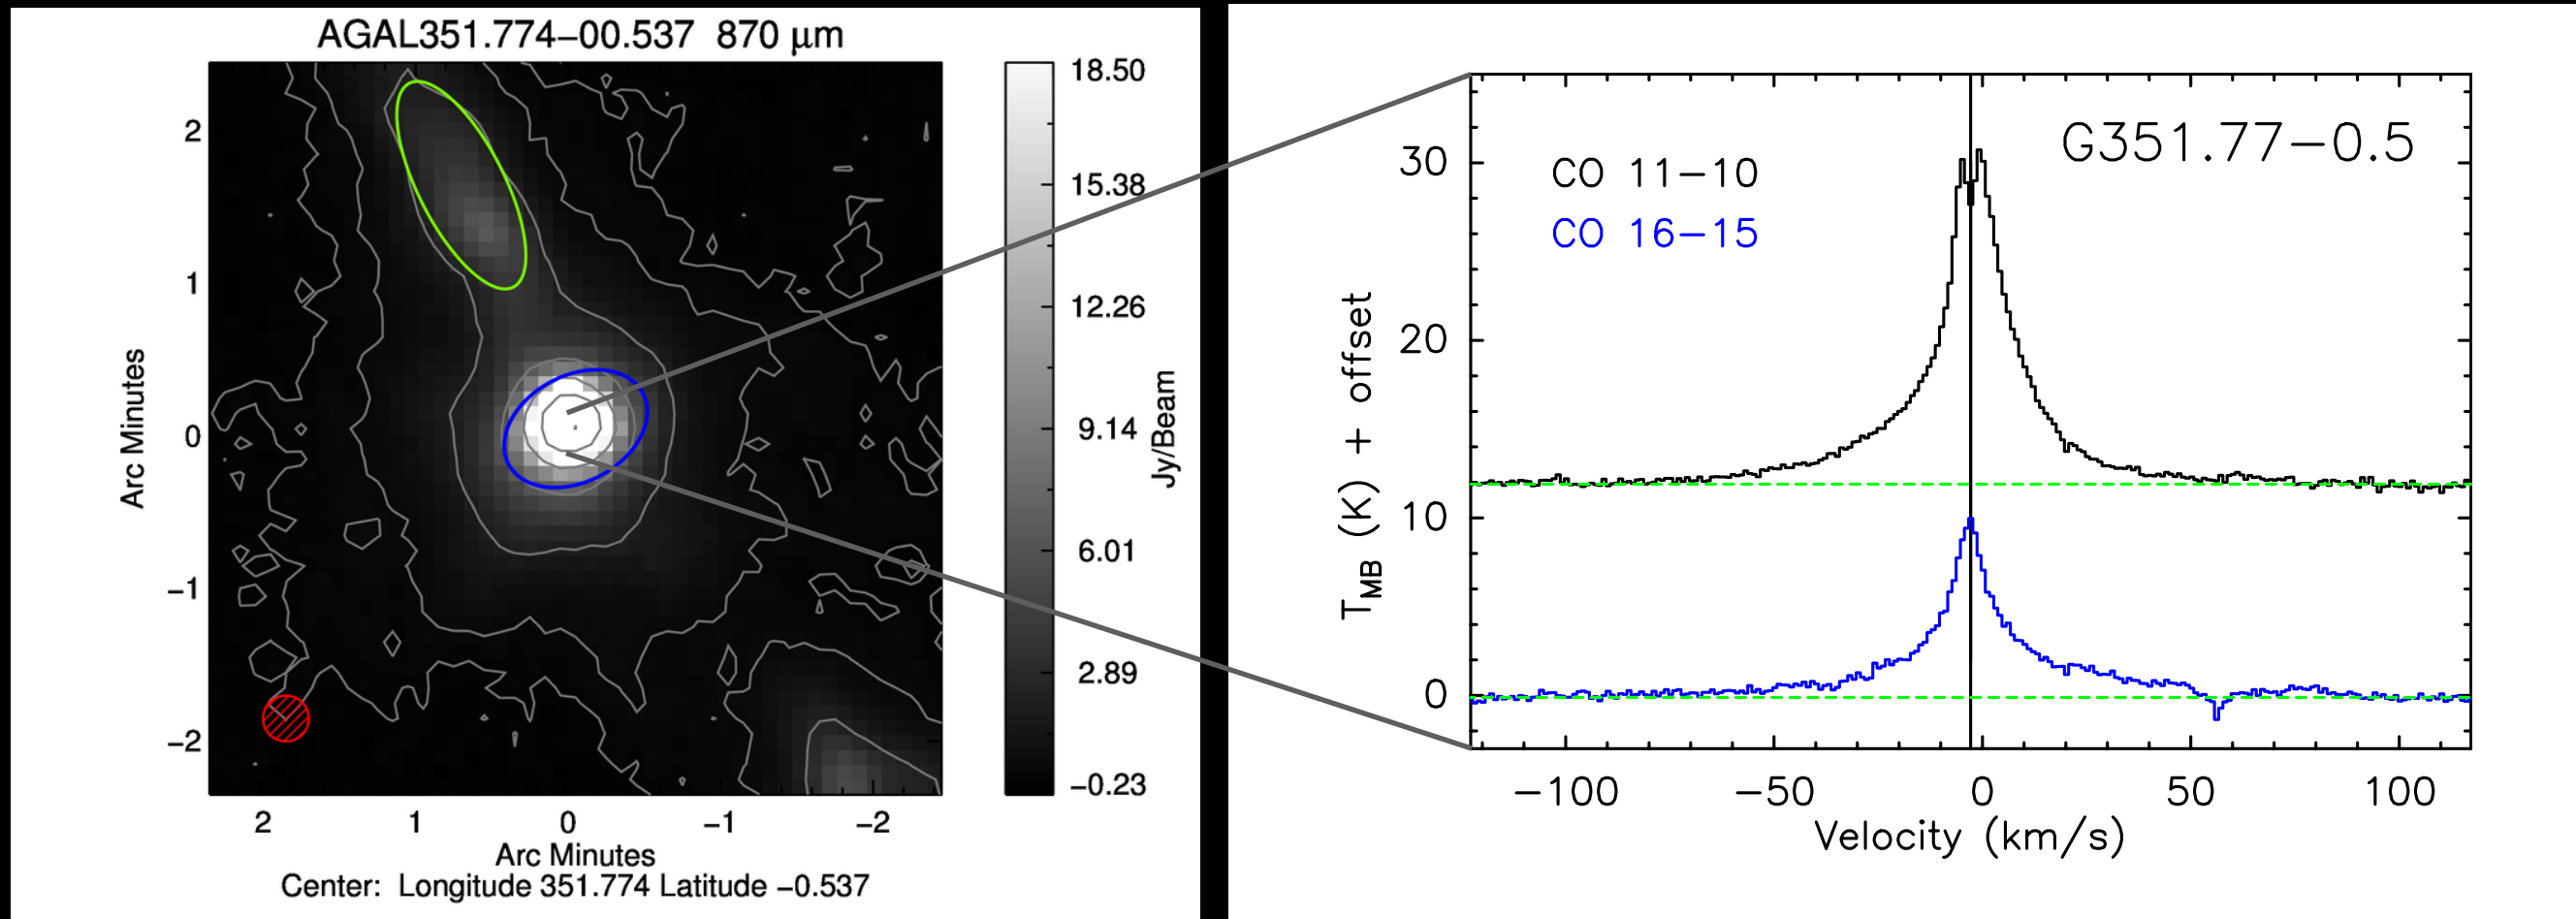 AGAL351.774−00.537 870 μm
Arc Minutes
2
1
0
−1
−2
2
1
0
−1
−2
Arc Minutes
Center: Longitude 351.774 Latitude −0.537
18.50
15.38
12.26
9.14
6.01
2.89
−0.23
Jy/Beam
G351.77−0.5
CO 11−10
CO 16−15
T_MB (K) + offset
30
20
10
0
−100
−50
0
50
100
Velocity (km/s)